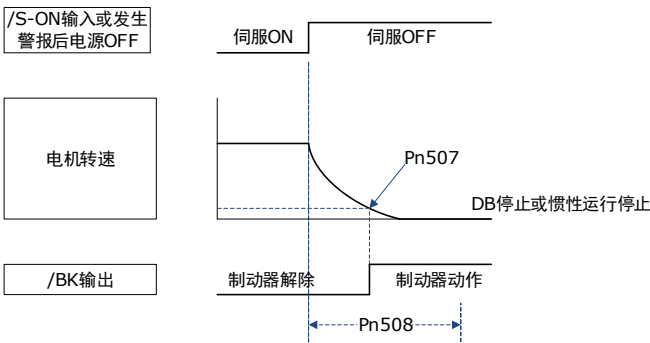 /S-ON输入或发生
警报后电源OFF
伺服ON
伺服OFF
电机转速
Pn507
DB停止或惯性运行停止
/BK输出
制动器解除
制动器动作
Pn508